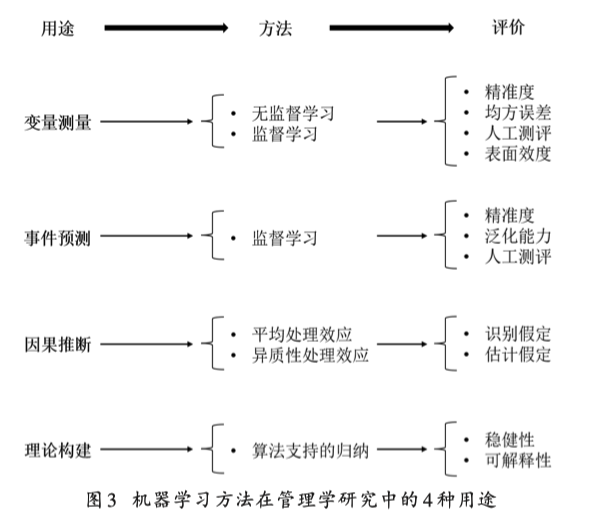 用途 方法 评价
变量测量
• 无监督学习
• 监督学习
• 精准度
• 均方误差
• 人工测评
• 表面效度
事件预测
• 监督学习
• 精准度
• 泛化能力
• 人工测评
因果推断
• 平均处理效应
• 异质性处理效应
• 识别假定
• 估计假定
理论构建
• 算法支持的归纳
• 稳健性
• 可解释性
图3 机器学习方法在管理学研究中的4种用途